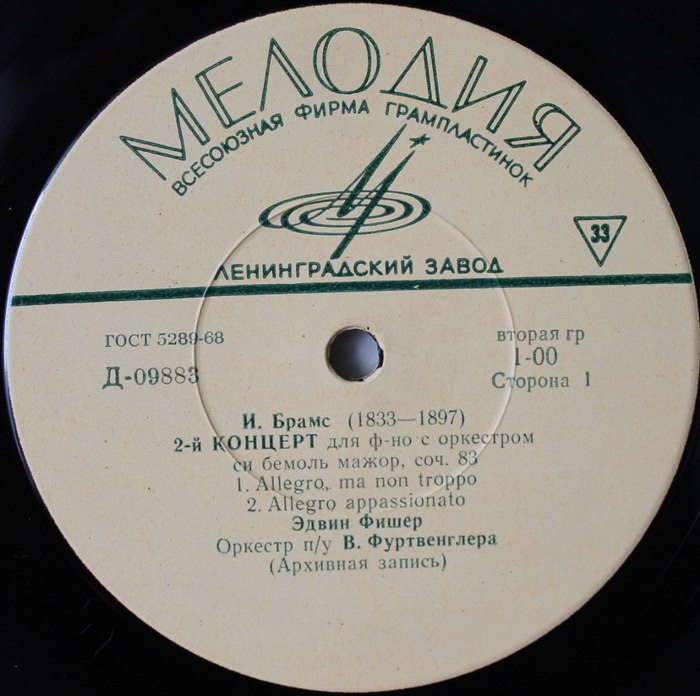 МЕЛОДИЯ
ВСЕСОЮЗНАЯ ФИРМА ГРАМПЛАСТИНОК
33
ЛЕНИНГРАДСКИЙ ЗАВОД
ГОСТ 5289-68
вторая гр
Д-09883
1-00
Сторона 1
И. Брамс (1833—1897)
2-й КОНЦЕРТ для ф-но с оркестром
си бемоль мажор, соч. 83
1. Allegro, ma non troppo
2. Allegro appassionato
Эдвин Фишер
Оркестр п/у В. Фуртвенглера
(Архивная запись)